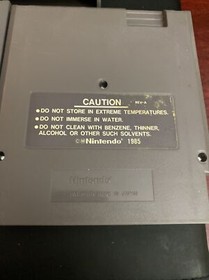 CAUTION
• DO NOT STORE IN EXTREME TEMPERATURES.
• DO NOT IMMERSE IN WATER.
• DO NOT CLEAN WITH BENZENE, THINNER,
ALCOHOL OR OTHER SUCH SOLVENTS.
©Nintendo® 1985
Nintendo